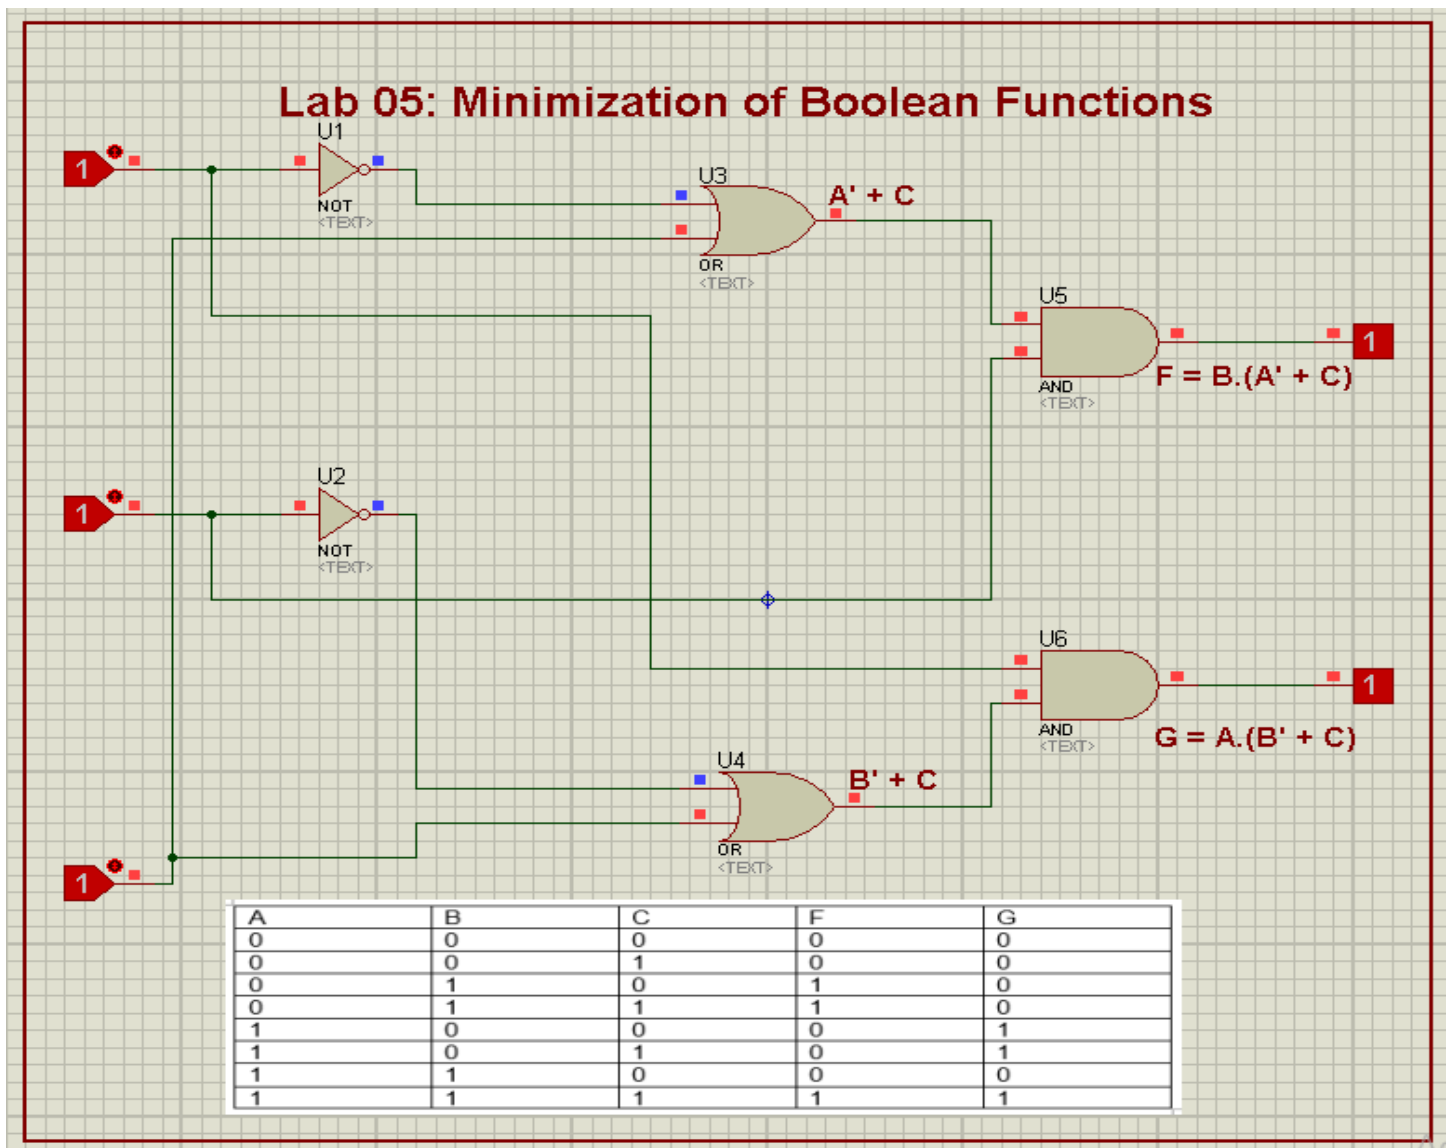 Lab 05: Minimization of Boolean Functions
U1
1
NOT
<TEXT>
U3
A' + C
OR
<TEXT>
U5
1
AND
<TEXT>
F = B.(A' + C)
U2
1
NOT
<TEXT>
U6
1
AND
<TEXT>
G = A.(B' + C)
U4
B' + C
OR
<TEXT>
1
A B C F G
0 0 0 0 0
0 0 1 0 0
0 1 0 1 0
0 1 1 1 0
1 0 0 0 1
1 0 1 0 1
1 1 0 0 0
1 1 1 1 1